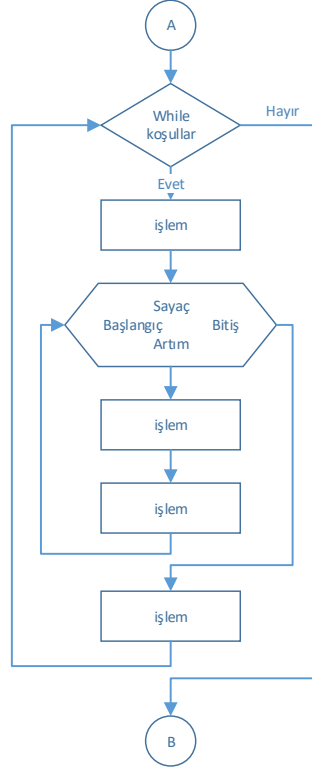 A
While
koşullar
Hayır
Evet
işlem
Sayaç
Başlangıç Bitiş
Artım
işlem
işlem
işlem
B